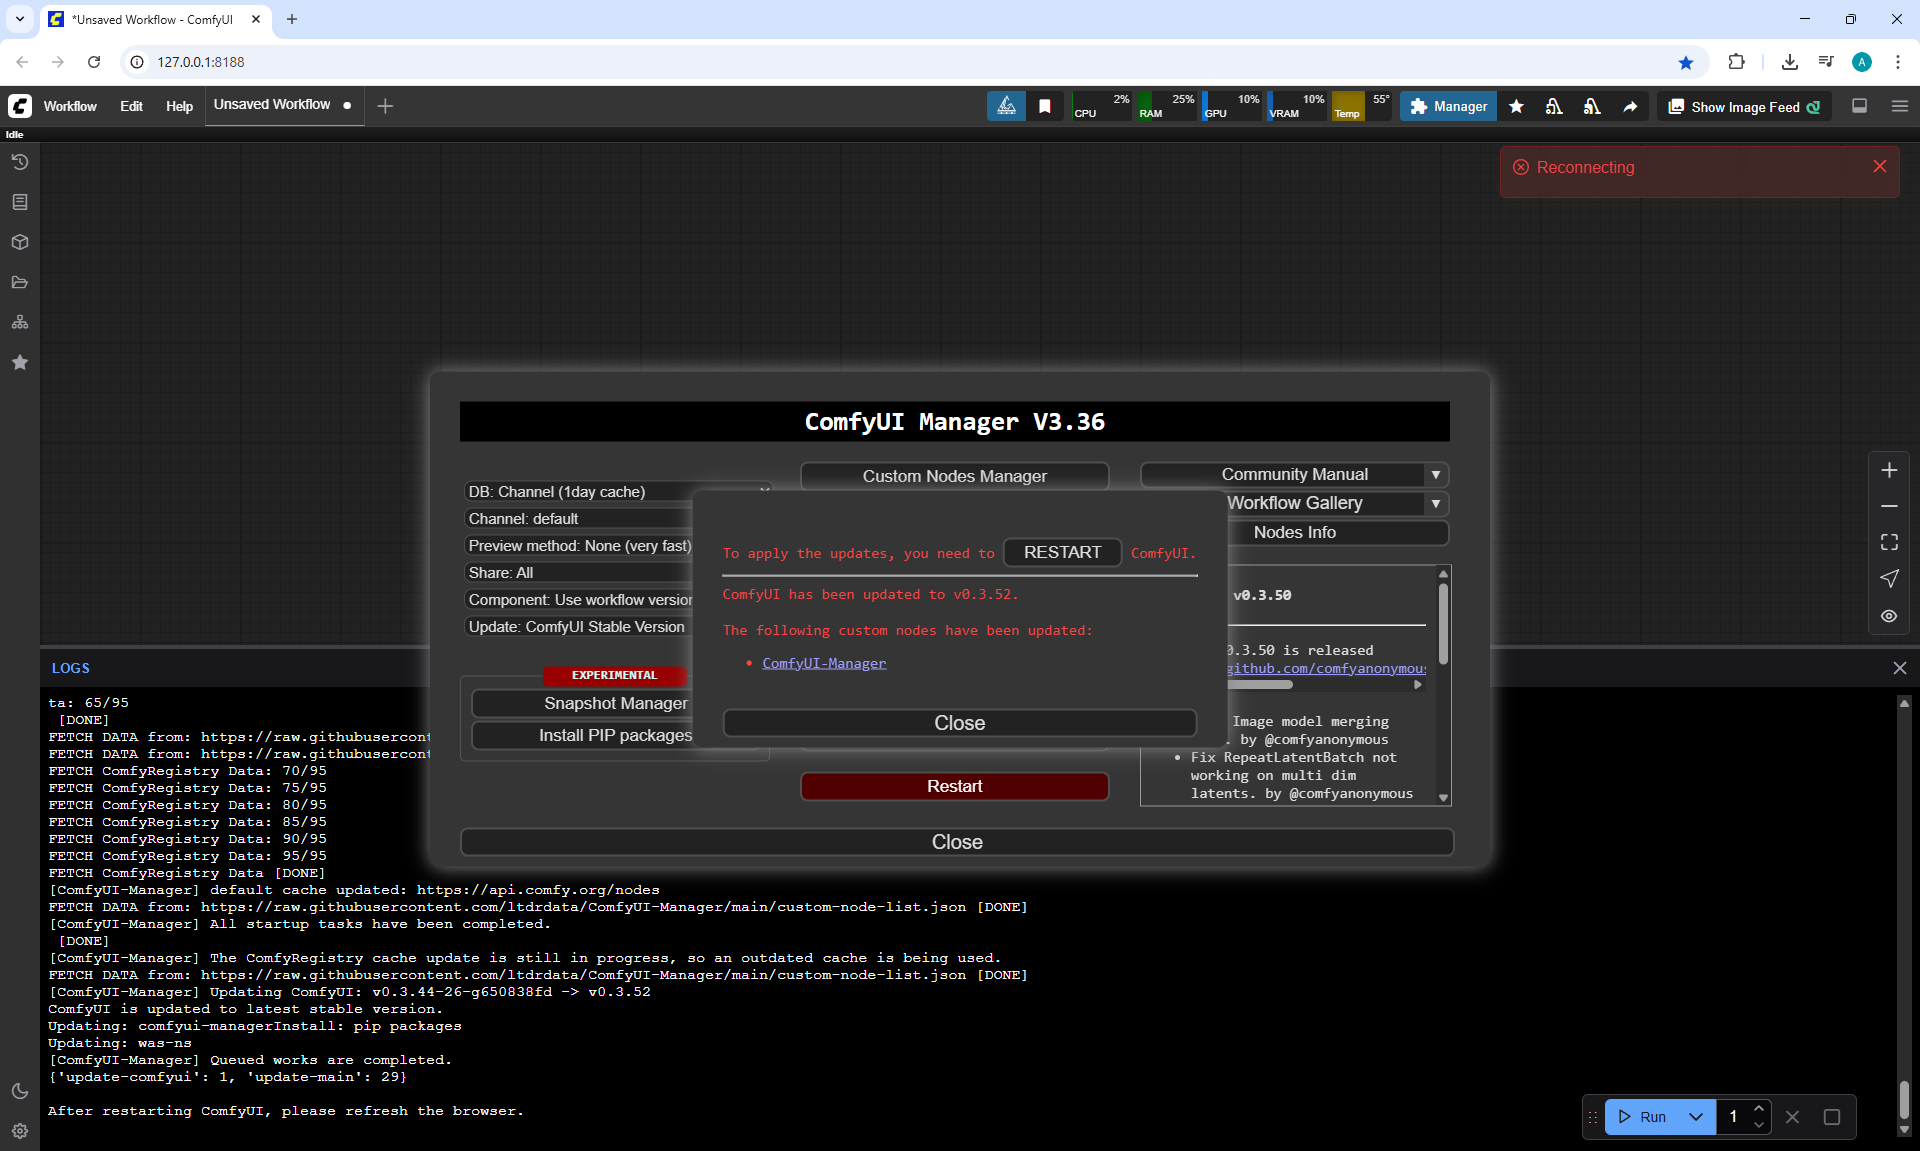 *Unsaved Workflow - ComfyUI
127.0.0.1:8188
A
Workflow
Edit
Help
Unsaved Workflow
CPU 2%
RAM 25%
GPU 10%
VRAM 10%
Temp 55°
Manager
Show Image Feed
Idle
Reconnecting
ComfyUI Manager V3.36
DB: Channel (1day cache)
Channel: default
Preview method: None (very fast)
Share: All
Component: Use workflow version
Update: ComfyUI Stable Version
EXPERIMENTAL
Snapshot Manager
Install PIP packages
Custom Nodes Manager
Restart
Community Manual
Workflow Gallery
Nodes Info
v0.3.50
0.3.50 is released
github.com/comfyanonymous
Image model merging
. by @comfyanonymous
• Fix RepeatLatentBatch not
working on multi dim
latents. by @comfyanonymous
To apply the updates, you need to RESTART ComfyUI.
ComfyUI has been updated to v0.3.52.
The following custom nodes have been updated:
• ComfyUI-Manager
Close
Close
LOGS
ta: 65/95
[DONE]
FETCH DATA from: https://raw.githubusercont
FETCH DATA from: https://raw.githubusercont
FETCH ComfyRegistry Data: 70/95
FETCH ComfyRegistry Data: 75/95
FETCH ComfyRegistry Data: 80/95
FETCH ComfyRegistry Data: 85/95
FETCH ComfyRegistry Data: 90/95
FETCH ComfyRegistry Data: 95/95
FETCH ComfyRegistry Data [DONE]
[ComfyUI-Manager] default cache updated: https://api.comfy.org/nodes
FETCH DATA from: https://raw.githubusercontent.com/ltdrdata/ComfyUI-Manager/main/custom-node-list.json [DONE]
[ComfyUI-Manager] All startup tasks have been completed.
[DONE]
[ComfyUI-Manager] The ComfyRegistry cache update is still in progress, so an outdated cache is being used.
FETCH DATA from: https://raw.githubusercontent.com/ltdrdata/ComfyUI-Manager/main/custom-node-list.json [DONE]
[ComfyUI-Manager] Updating ComfyUI: v0.3.44-26-g650838fd -> v0.3.52
ComfyUI is updated to latest stable version.
Updating: comfyui-managerInstall: pip packages
Updating: was-ns
[ComfyUI-Manager] Queued works are completed.
{'update-comfyui': 1, 'update-main': 29}
After restarting ComfyUI, please refresh the browser.
Run
1